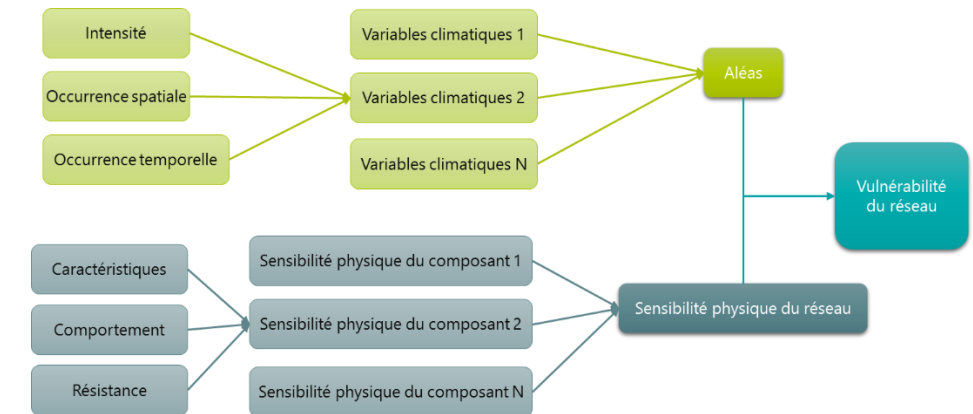 Intensité
Occurrence spatiale
Occurrence temporelle
Variables climatiques 1
Variables climatiques 2
Variables climatiques N
Aléas
Vulnérabilité
du réseau
Caractéristiques
Comportement
Résistance
Sensibilité physique du composant 1
Sensibilité physique du composant 2
Sensibilité physique du composant N
Sensibilité physique du réseau